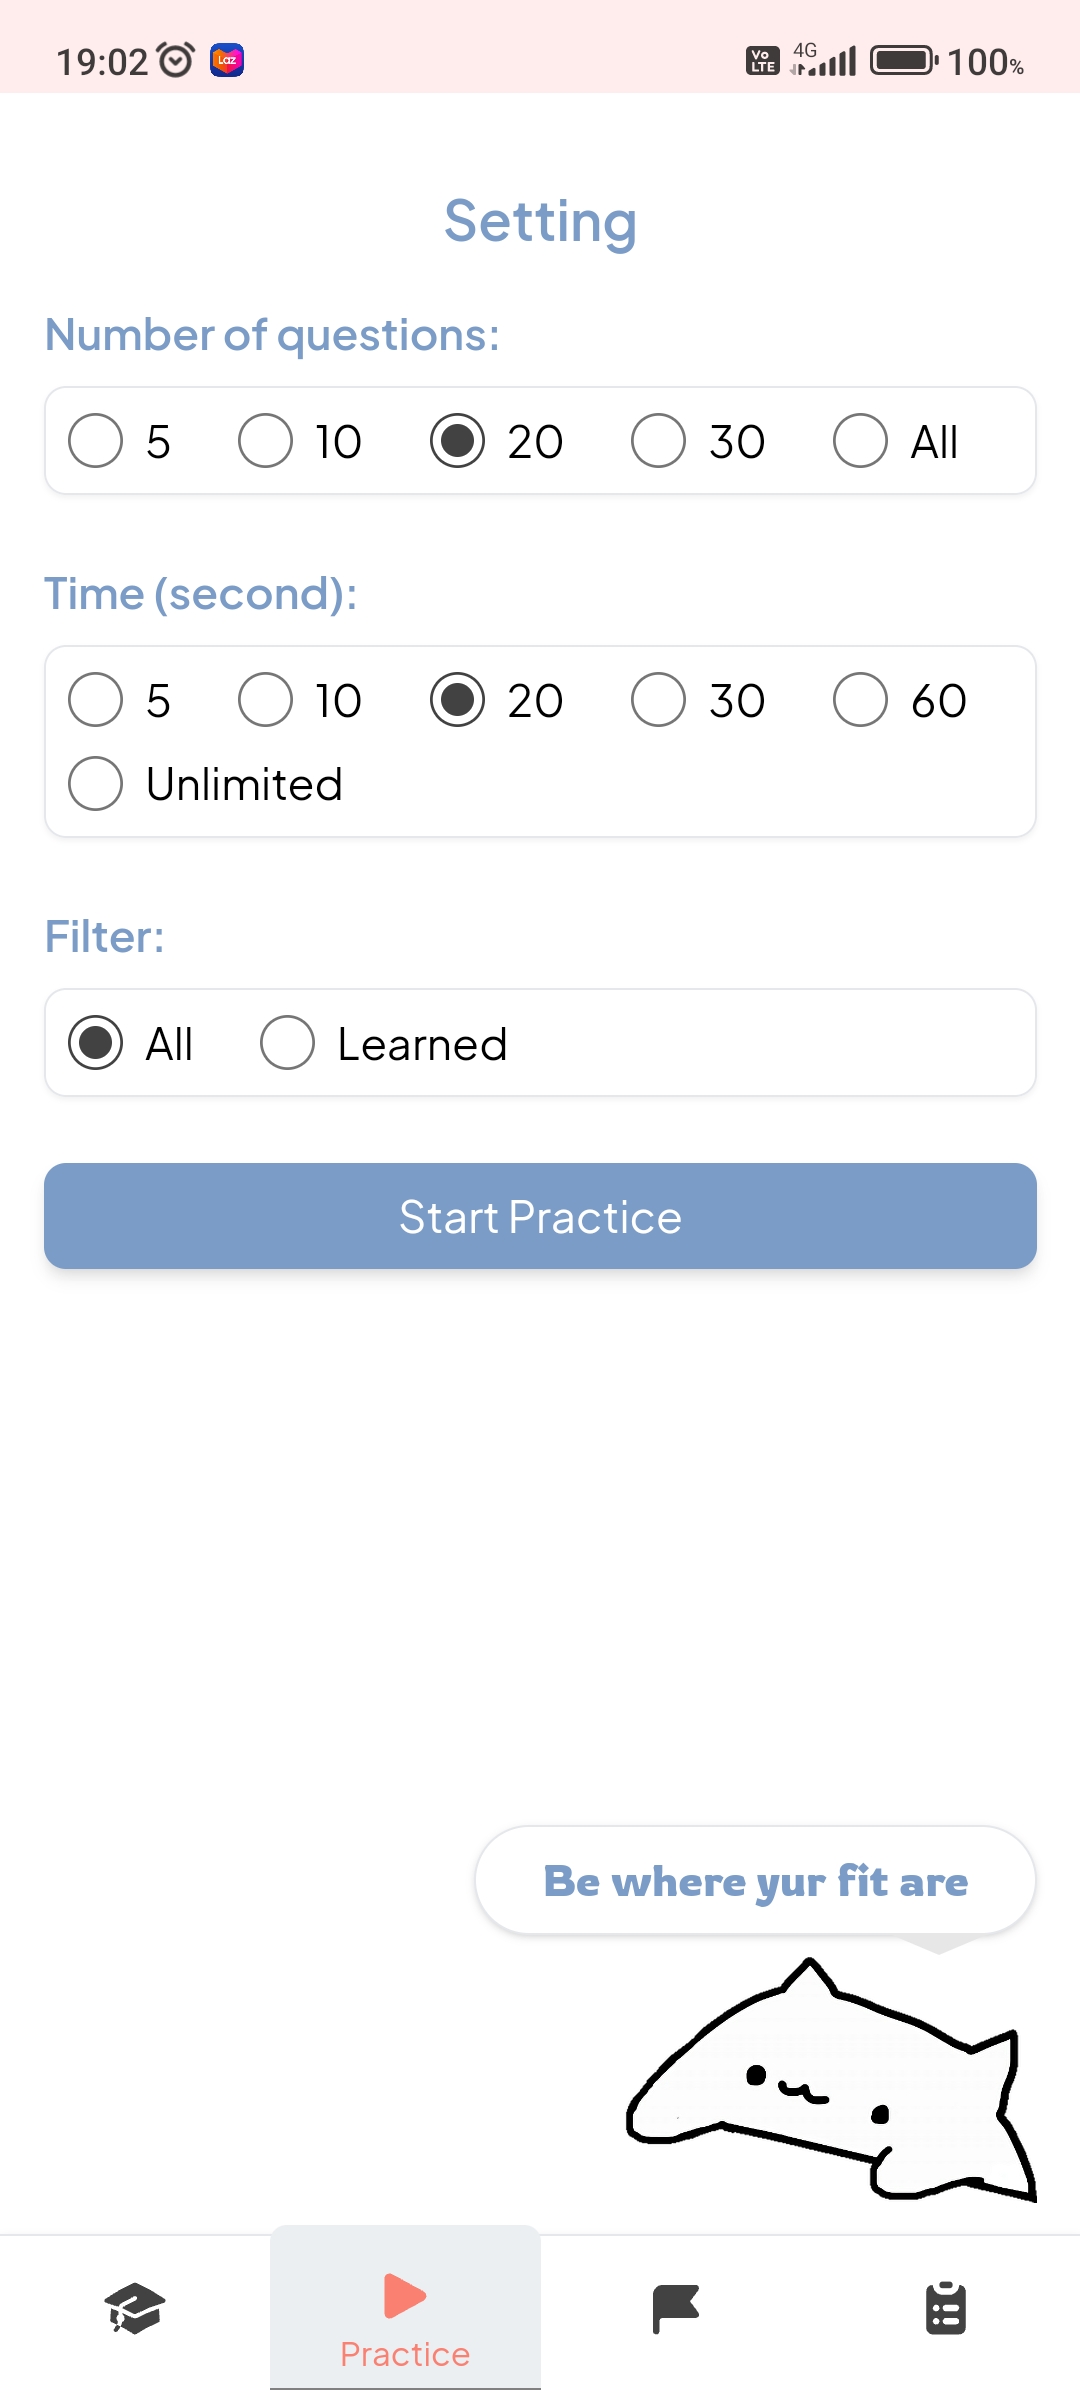 19:02 Laz Vo LTE 4G 100%
Setting
Number of questions:
5 10 20 30 All
Time (second):
5 10 20 30 60
Unlimited
Filter:
All Learned
Start Practice
Be where yur fit are
Practice